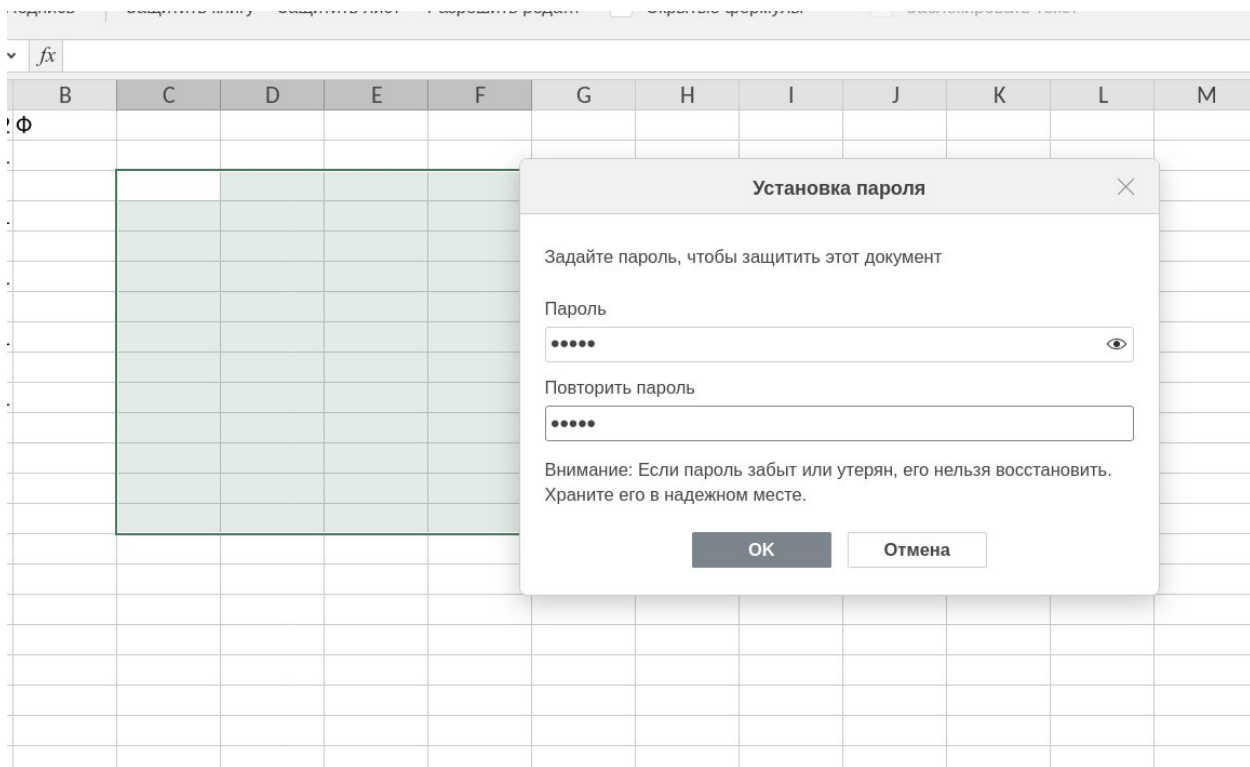 fx
B C D E F G H I J K L M
Ф
Установка пароля
Задайте пароль, чтобы защитить этот документ
Пароль
•••••
Повторить пароль
•••••
Внимание: Если пароль забыт или утерян, его нельзя восстановить.
Храните его в надежном месте.
OK Отмена